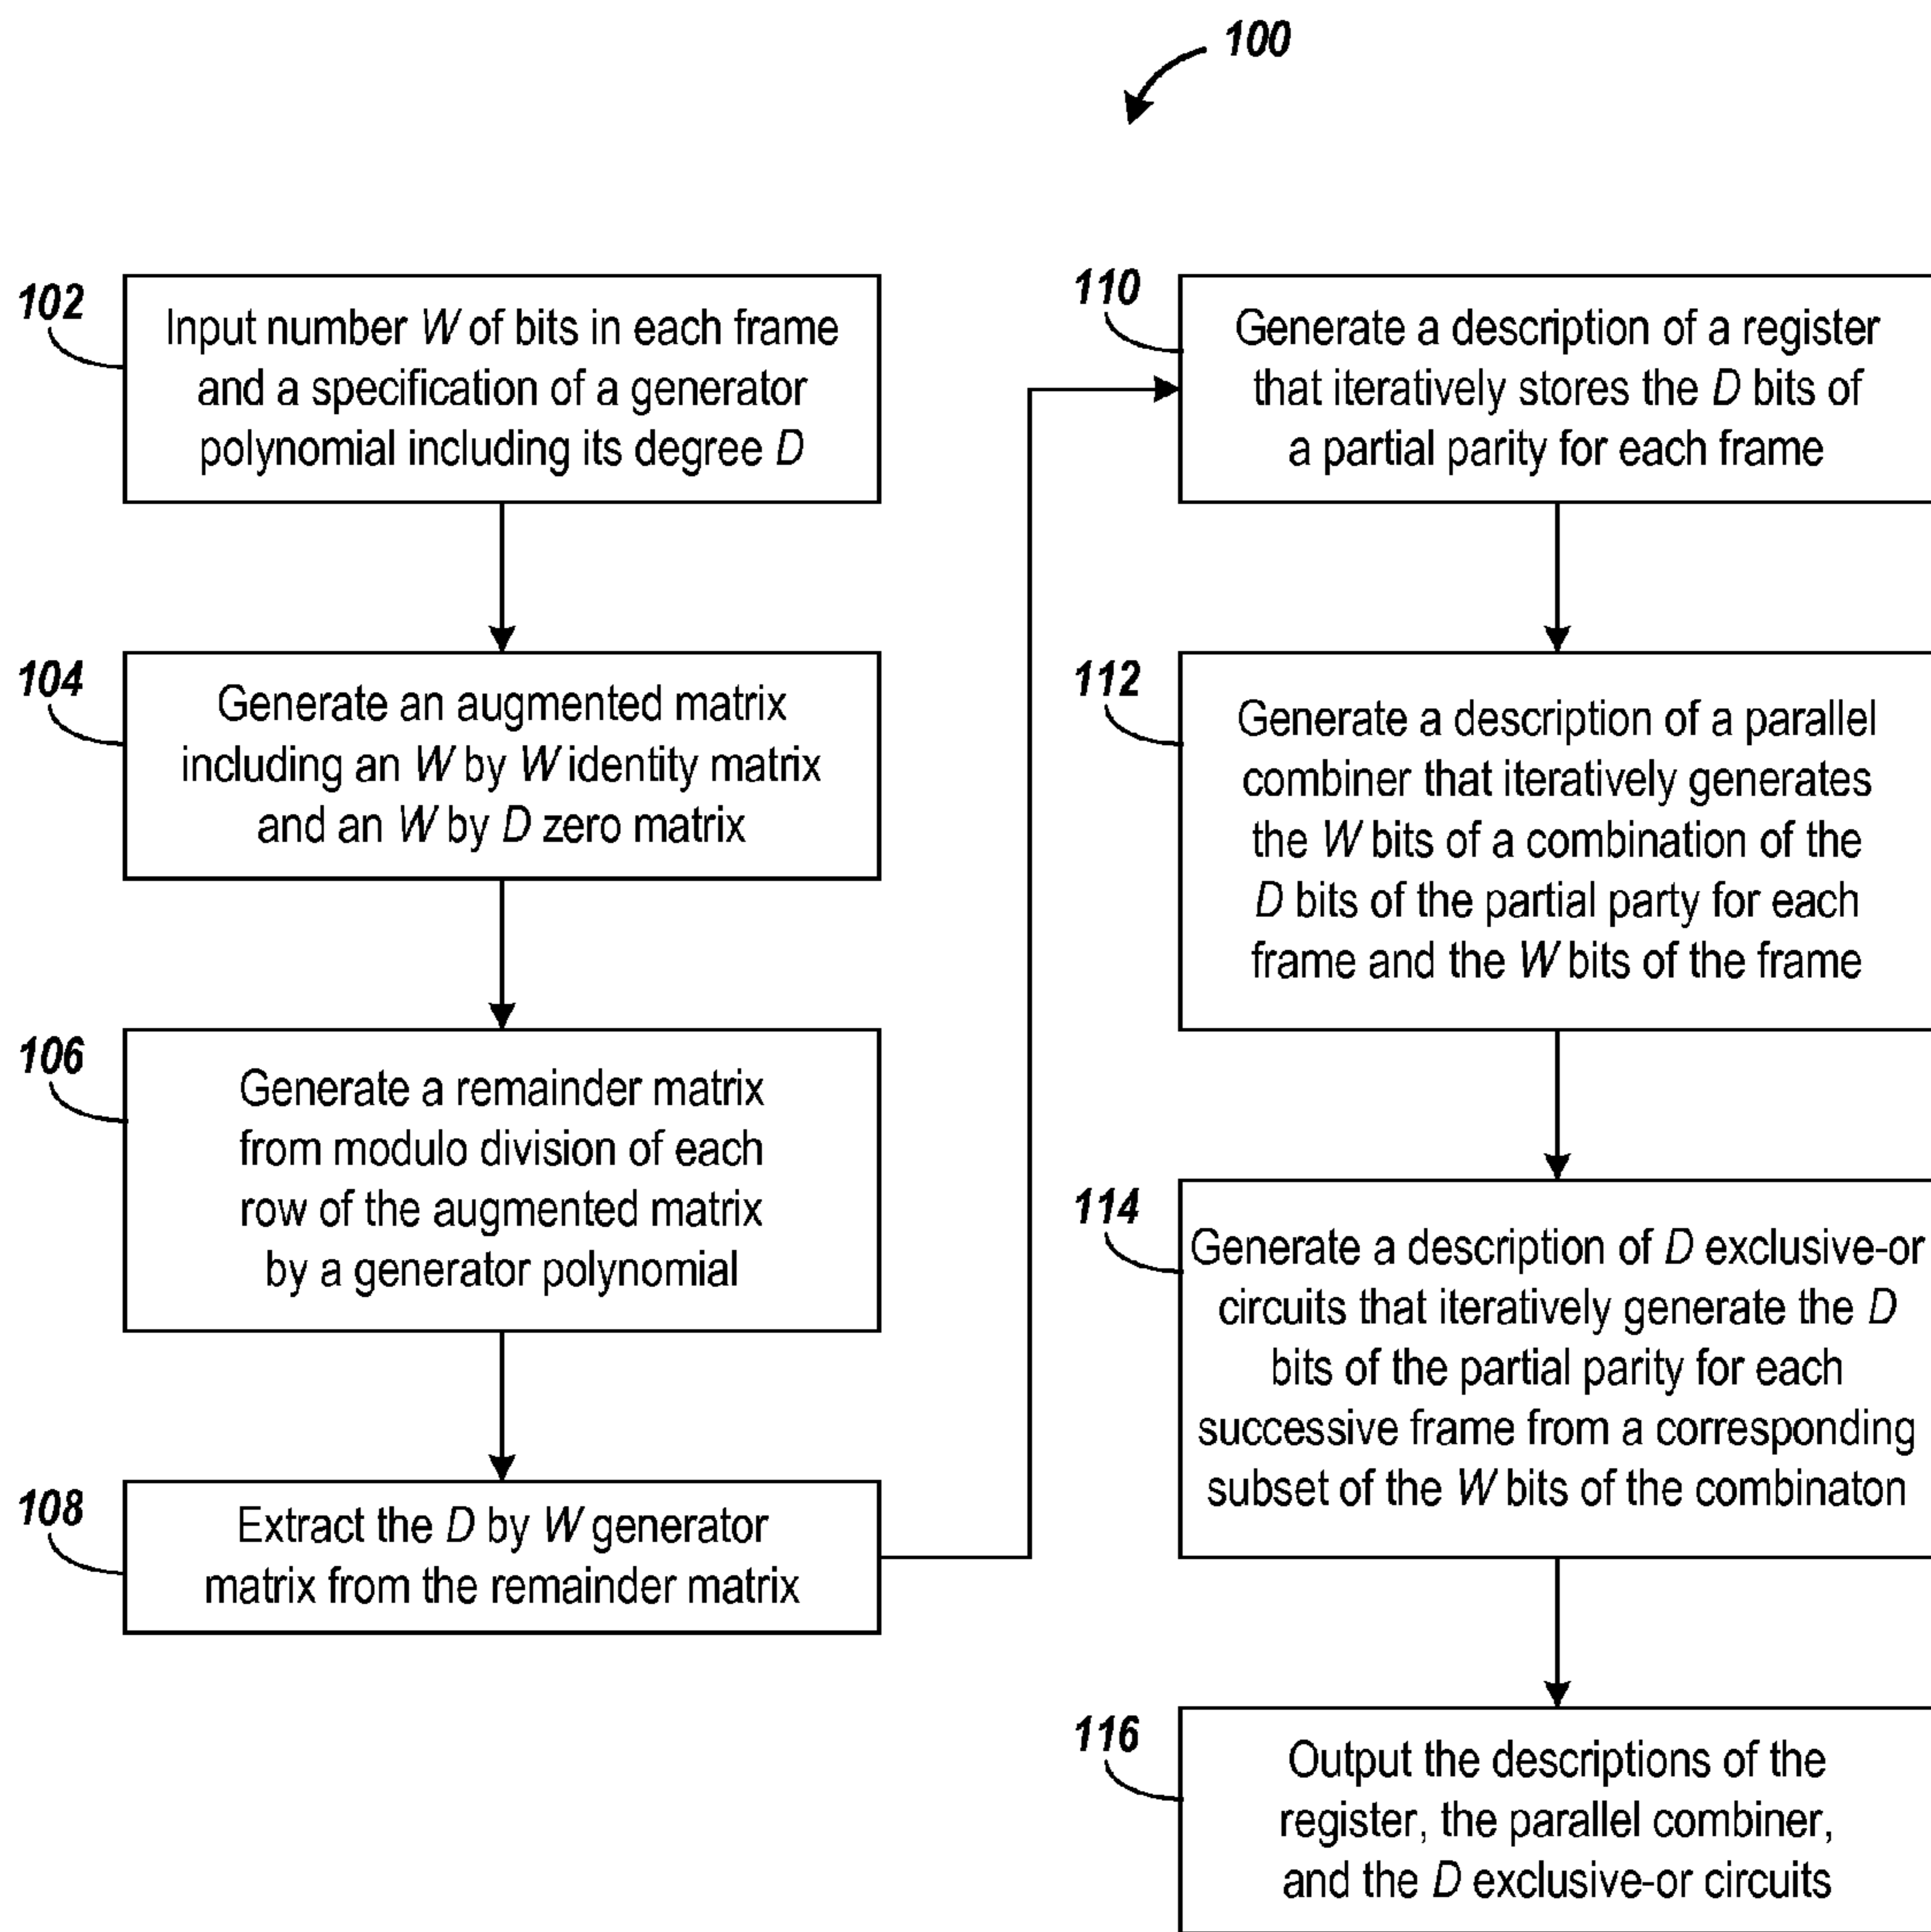 100
102
Input number W of bits in each frame
and a specification of a generator
polynomial including its degree D
104
Generate an augmented matrix
including an W by W identity matrix
and an W by D zero matrix
106
Generate a remainder matrix
from modulo division of each
row of the augmented matrix
by a generator polynomial
108
Extract the D by W generator
matrix from the remainder matrix
110
Generate a description of a register
that iteratively stores the D bits of
a partial parity for each frame
112
Generate a description of a parallel
combiner that iteratively generates
the W bits of a combination of the
D bits of the partial party for each
frame and the W bits of the frame
114
Generate a description of D exclusive-or
circuits that iteratively generate the D
bits of the partial parity for each
successive frame from a corresponding
subset of the W bits of the combinaton
116
Output the descriptions of the
register, the parallel combiner,
and the D exclusive-or circuits